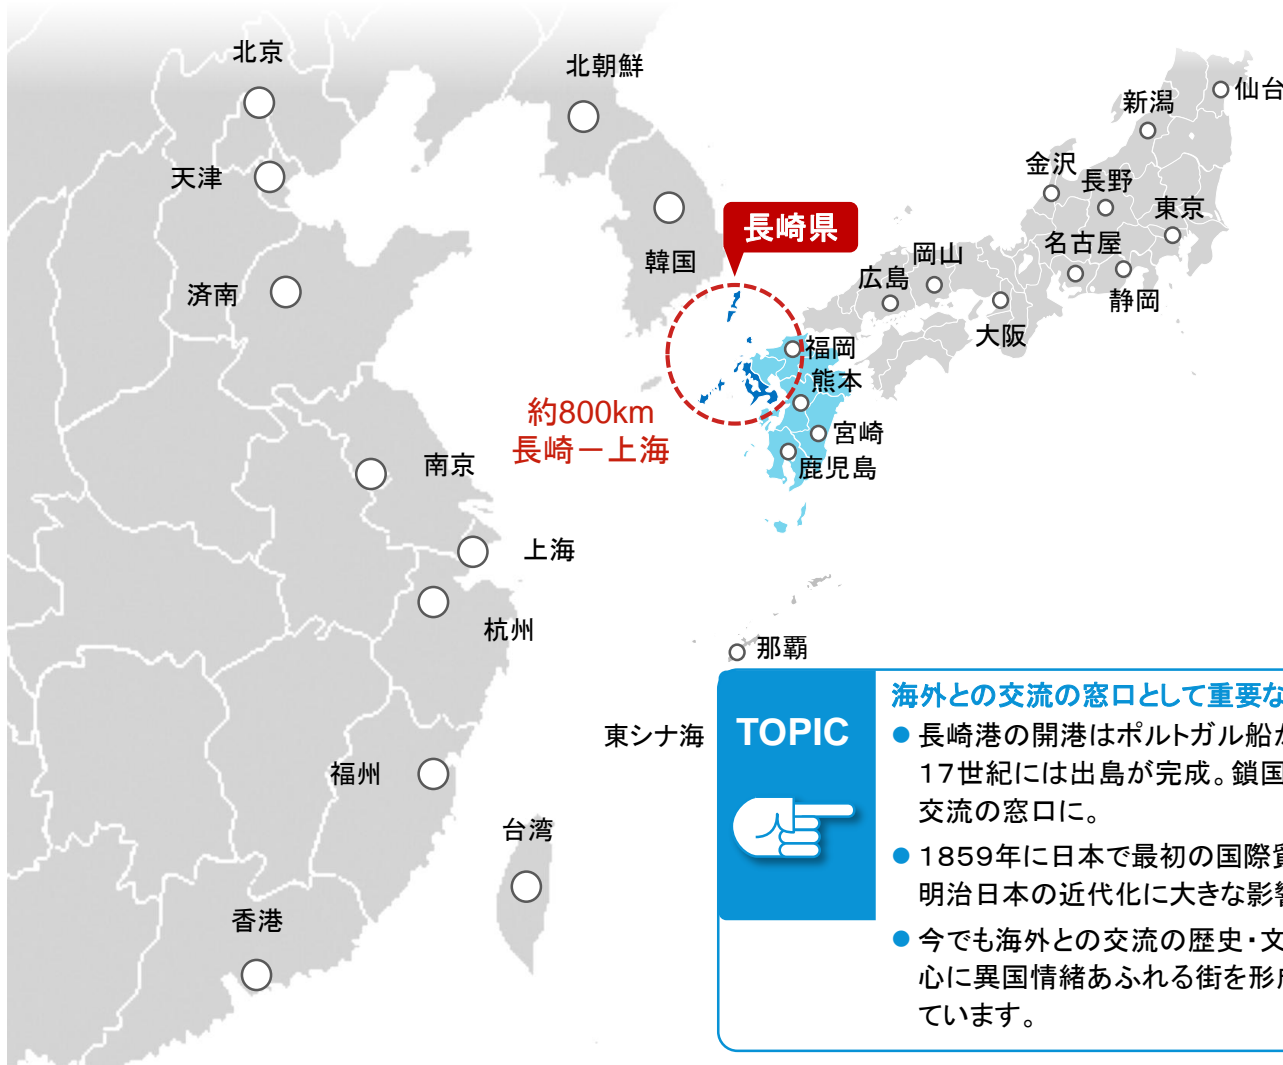 北京
北朝鮮
仙台
新潟
天津
金沢
長野
東京
長崎県
韓国
岡山
名古屋
済南
広島
静岡
大阪
福岡
熊本
約800km
長崎－上海
宮崎
南京
鹿児島
上海
杭州
那覇
東シナ海
福州
台湾
香港
TOPIC
海外との交流の窓口として重要な
●長崎港の開港はポルトガル船が
17世紀には出島が完成。鎖国
交流の窓口に。
●1859年に日本で最初の国際貿
明治日本の近代化に大きな影響
●今でも海外との交流の歴史・文
心に異国情緒あふれる街を形成
ています。